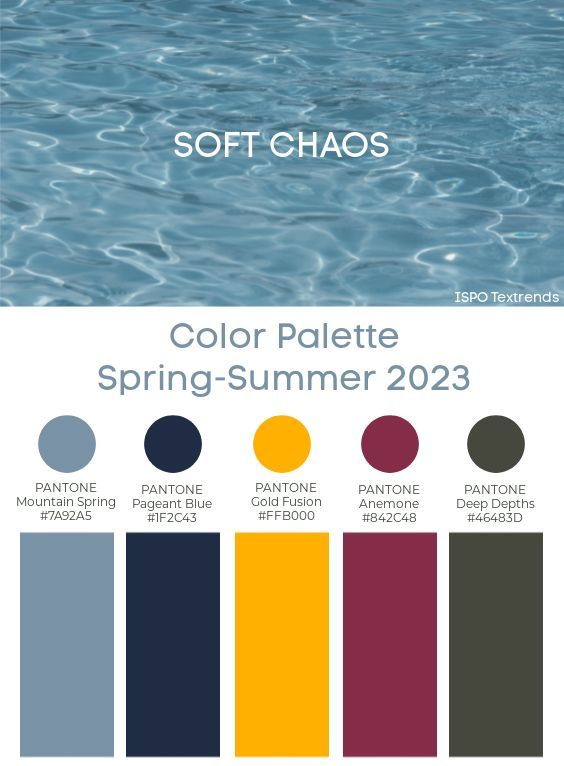 SOFT CHAOS
ISPO Textrends
Color Palette
Spring-Summer 2023
PANTONE
Mountain Spring
#7A92A5
PANTONE
Pageant Blue
#1F2C43
PANTONE
Gold Fusion
#FFB000
PANTONE
Anemone
#842C48
PANTONE
Deep Depths
#46483D